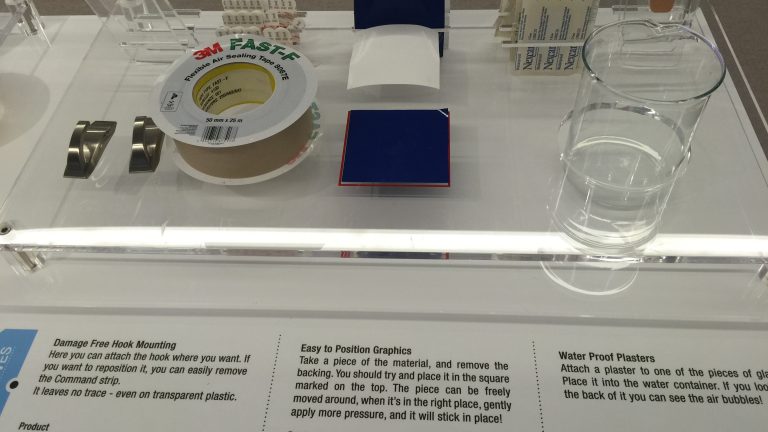 3M FAST-F
Flexible Air Sealing Tape 8067E
50 mm x 25 m
Nexcare
Nexcare
Damage Free Hook Mounting
Here you can attach the hook where you want. If
you want to reposition it, you can easily remove
the Command strip.
It leaves no trace - even on transparent plastic.
Product
Easy to Position Graphics
Take a piece of the material, and remove the
backing. You should try and place it in the square
marked on the top. The piece can be freely
moved around, when it's in the right place, gently
apply more pressure, and it will stick in place!
Water Proof Plasters
Attach a plaster to one of the pieces of
Place it into the water container. If you
the back of it you can see the air bubbles!